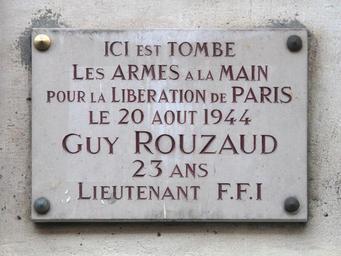 ICI EST TOMBE
LES ARMES A LA MAIN
POUR LA LIBERATION DE PARIS
LE 20 AOUT 1944
GUY ROUZAUD
23 ANS
LIEUTENANT F.F.I